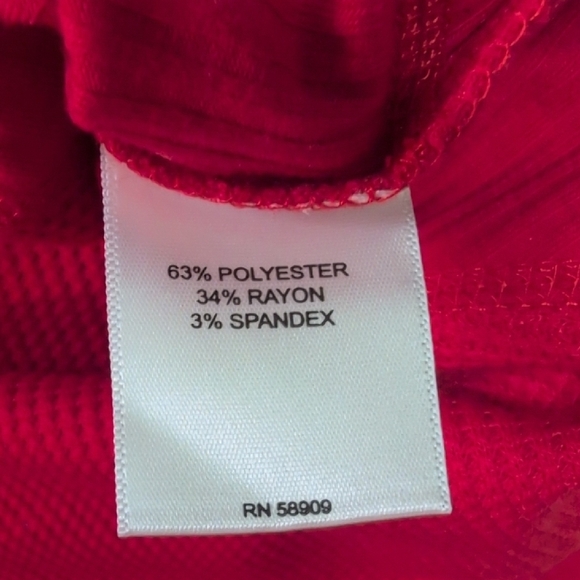 63% POLYESTER
34% RAYON
3% SPANDEX
RN 58909